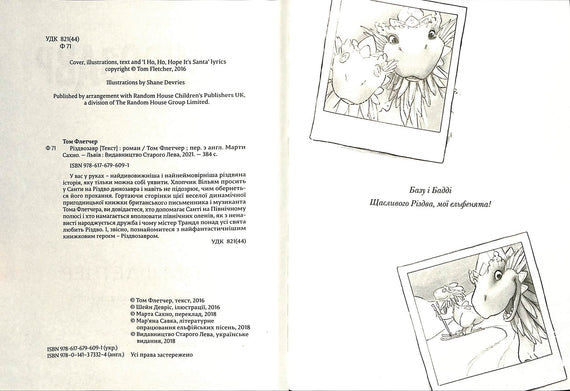 УДК 821(44)
Ф 71
Cover, illustrations, text and 'I Ho, Ho, Hope It's Santa' lyrics
copyright © Tom Fletcher, 2016
Illustrations by Shane Devries
Published by arrangement with Random House Children's Publishers UK,
a division of The Random House Group Limited.
Том Флетчер
Ф 71 Різдвозавр [Текст] : роман / Том Флетчер ; пер. з англ. Марти
Сахно. – Львів : Видавництво Старого Лева, 2021. – 384 с.
ISBN 978-617-679-609-1
У вас у руках – найдивовижніша і найнеймовірніша різдвяна
історія, яку тільки можна собі уявити. Хлопчик Вільям просить
у Санти на Різдво динозавра і навіть не підозрює, чим обернеть-
ся його прохання. Гортаючи сторінки цієї веселої динамічної
пригодницької книжки британського письменника і музиканта
Тома Флетчера, ви дізнаєтеся, хто допомагає Санті на Північному
полюсі і хто намагається вполювати північних оленів, як з нена-
висті народжується дружба і чому містер Трандл понад усі свята
любить Різдво. І, звісно, познайомитеся з найфантастичнішим
книжковим героєм – Різдвозавром.
УДК 821(44)
© Том Флетчер, текст, 2016
© Шейн Девріс, ілюстрації, 2016
© Марта Сахно, переклад, 2018
© Мар'яна Савка, літературне
опрацювання ельфійських пісень, 2018
© Видавництво Старого Лева, українське
видання, 2018
ISBN 978-617-679-609-1 (укр.)
ISBN 978-0-141-37332-4 (англ.)
Усі права застережено
Базу і Бадді
Щасливого Різдва, мої ельфенята!